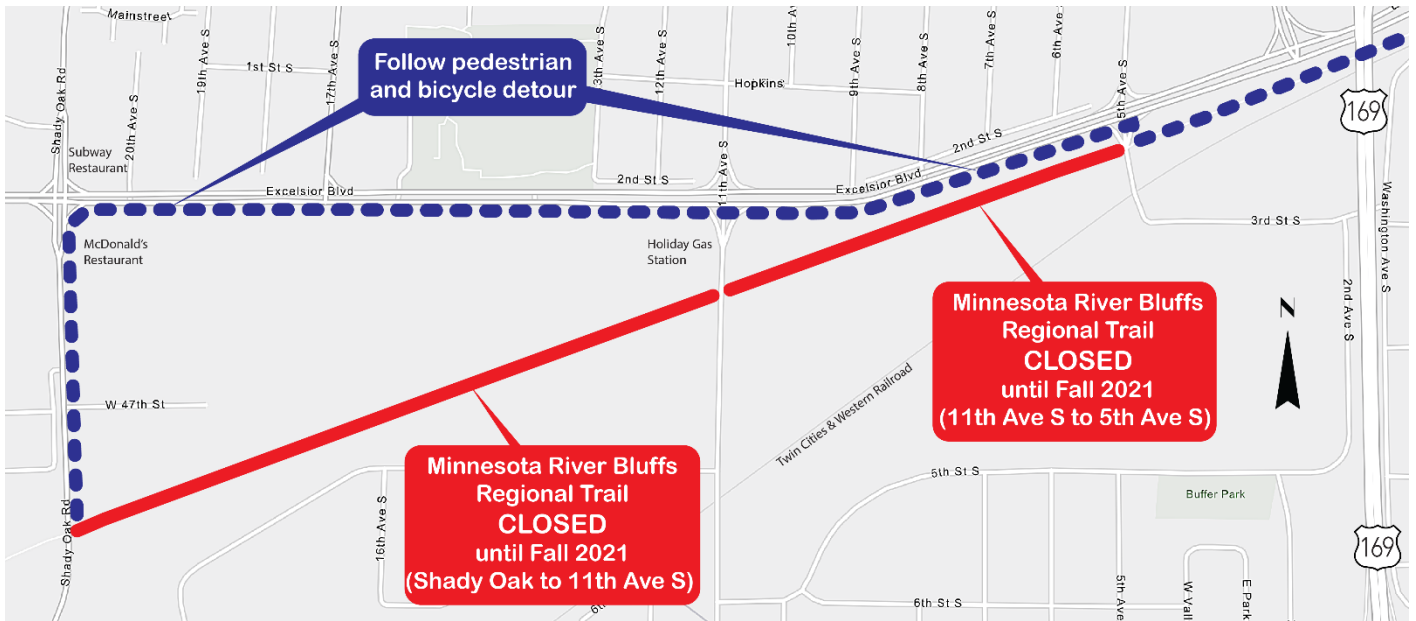 Mainstreet
Shady Oak Rd
20th Ave S
19th Ave S
1st St S
17th Ave S
Follow pedestrian
and bicycle detour
3th Ave S
12th Ave S
Hopkins
10th Ave S
9th Ave S
8th Ave S
7th Ave S
6th Ave S
5th Ave S
169
Subway
Restaurant
Excelsior Blvd
2nd St S
11th Ave S
Excelsior Blvd
2nd St S
McDonald's
Restaurant
Holiday Gas
Station
3rd St S
Washington Ave S
2nd Ave S
N
Minnesota River Bluffs
Regional Trail
CLOSED
until Fall 2021
(11th Ave S to 5th Ave S)
W 47th St
Twin Cities & Western Railroad
Minnesota River Bluffs
Regional Trail
CLOSED
until Fall 2021
(Shady Oak to 11th Ave S)
Shady Oak Rd
16th Ave S
5th St S
Buffer Park
169
6th St S
5th Ave
W Vall
E Park